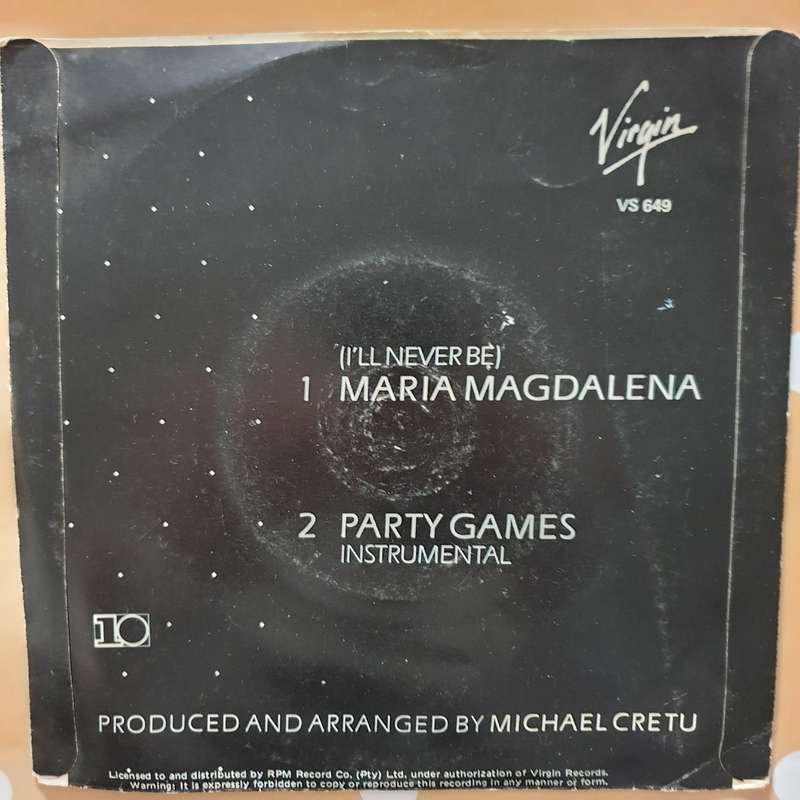 Virgin
VS 649
(I'LL NEVER BE)
1 MARIA MAGDALENA
2 PARTY GAMES
INSTRUMENTAL
10
PRODUCED AND ARRANGED BY MICHAEL CRETU
Licensed to and distributed by RPM Record Co. (Pty) Ltd, under authorization of Virgin Records.
Warning: It is expressly forbidden to copy or reproduce this recording in any manner or form.